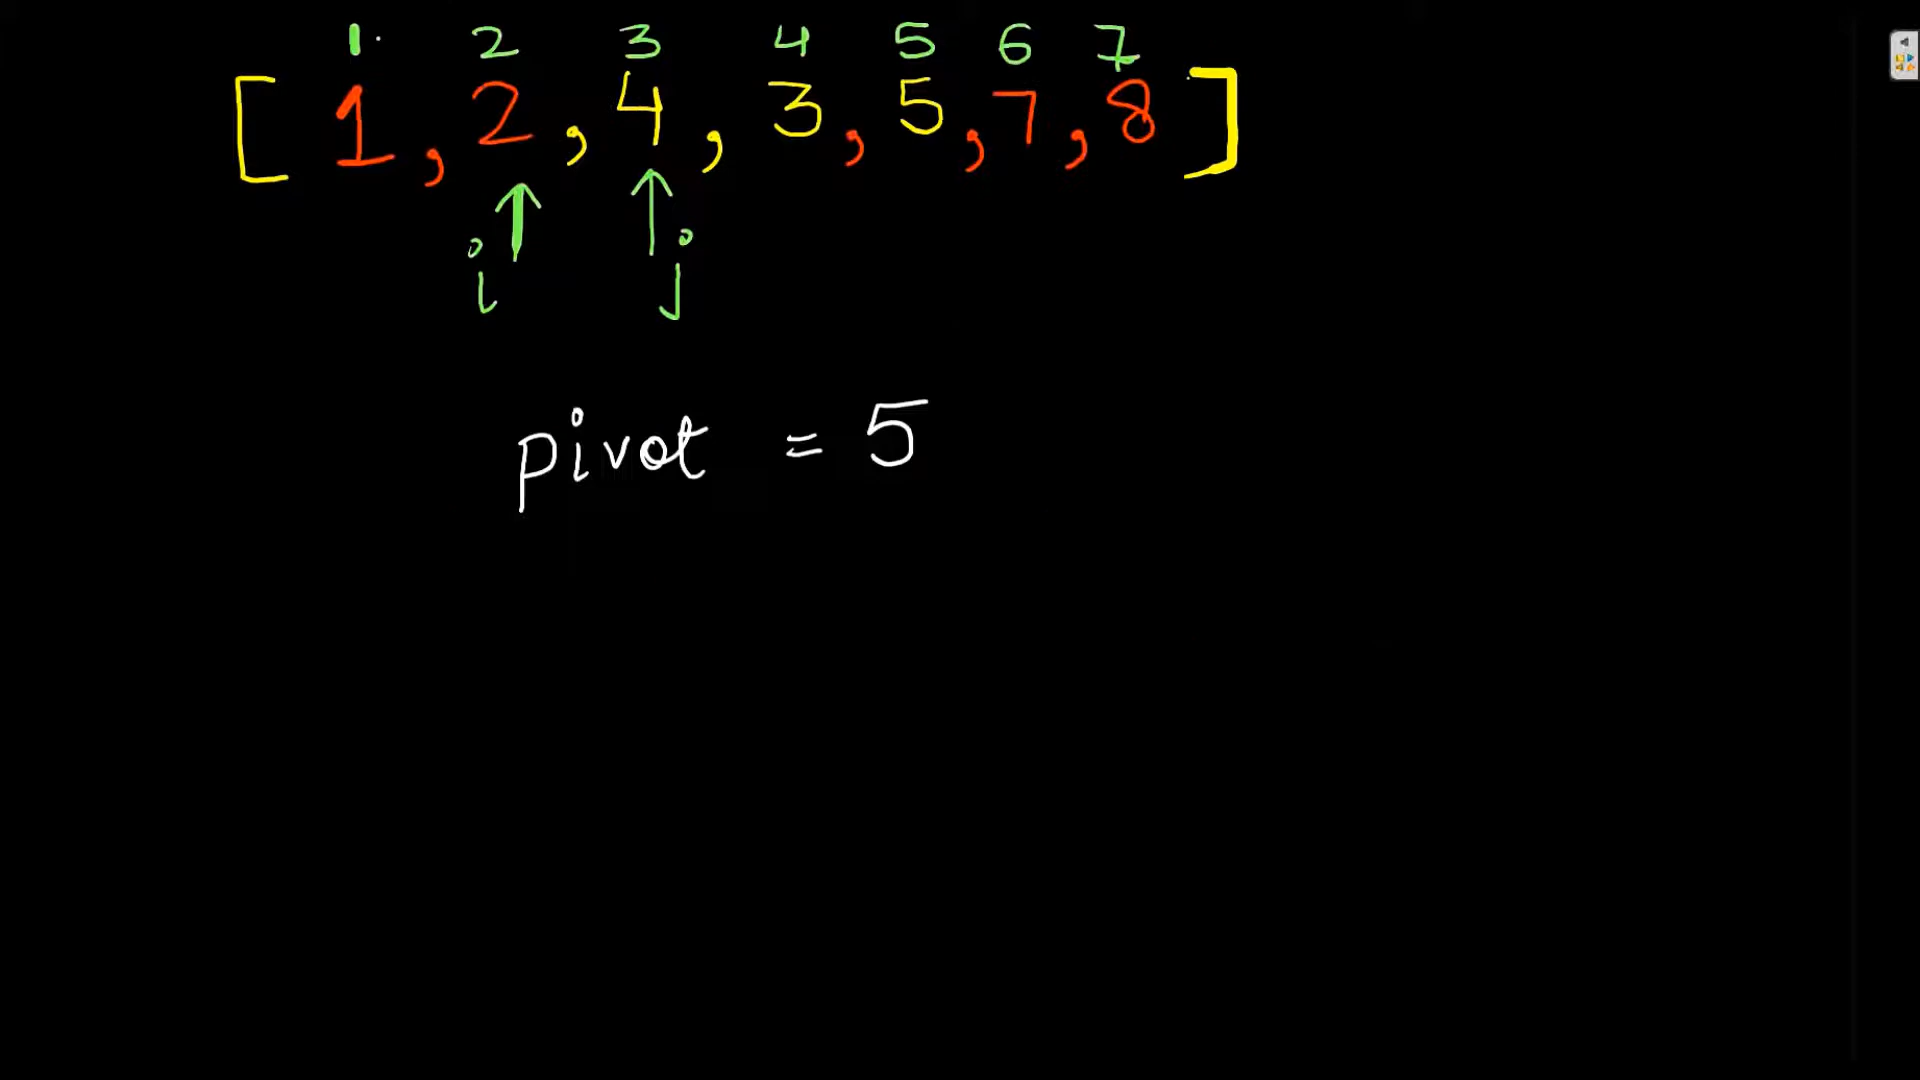 1 2 3 4 5 6 7
[ 1, 2, 4, 3, 5, 7, 8 ]
i j
pivot = 5